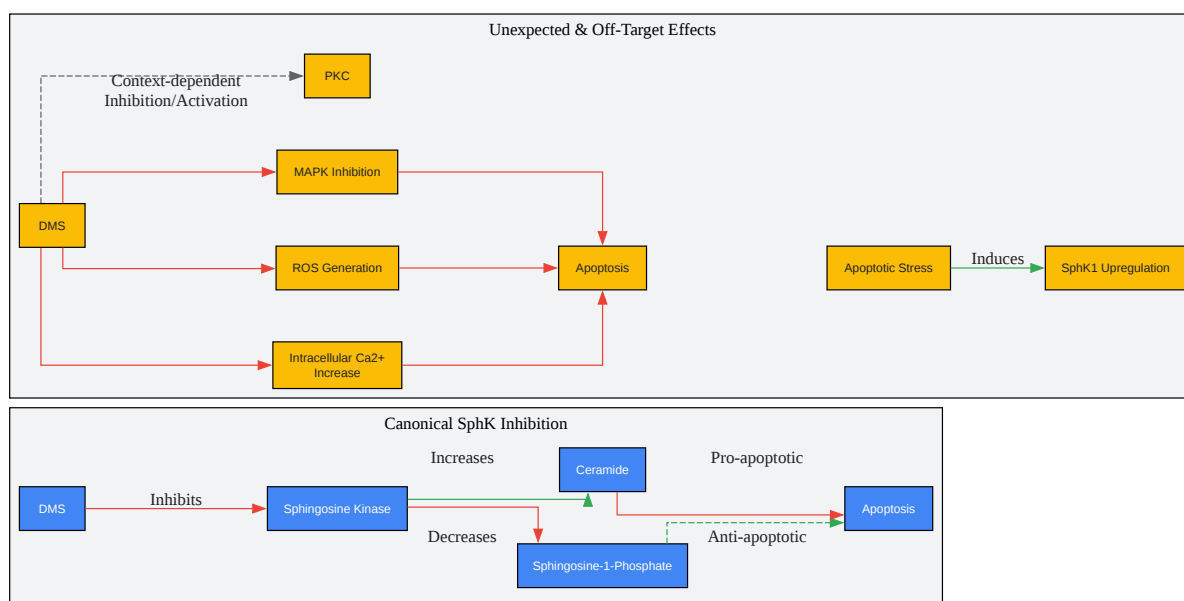 Unexpected & Off-Target Effects
PKC
Context-dependent
Inhibition/Activation
MAPK Inhibition
DMS
ROS Generation
Apoptosis
Apoptotic Stress
Induces
SphK1 Upregulation
Intracellular Ca2+
Increase
Canonical SphK Inhibition
Increases
Ceramide
Pro-apoptotic
DMS
Inhibits
Sphingosine Kinase
Apoptosis
Decreases
Sphingosine-1-Phosphate
Anti-apoptotic